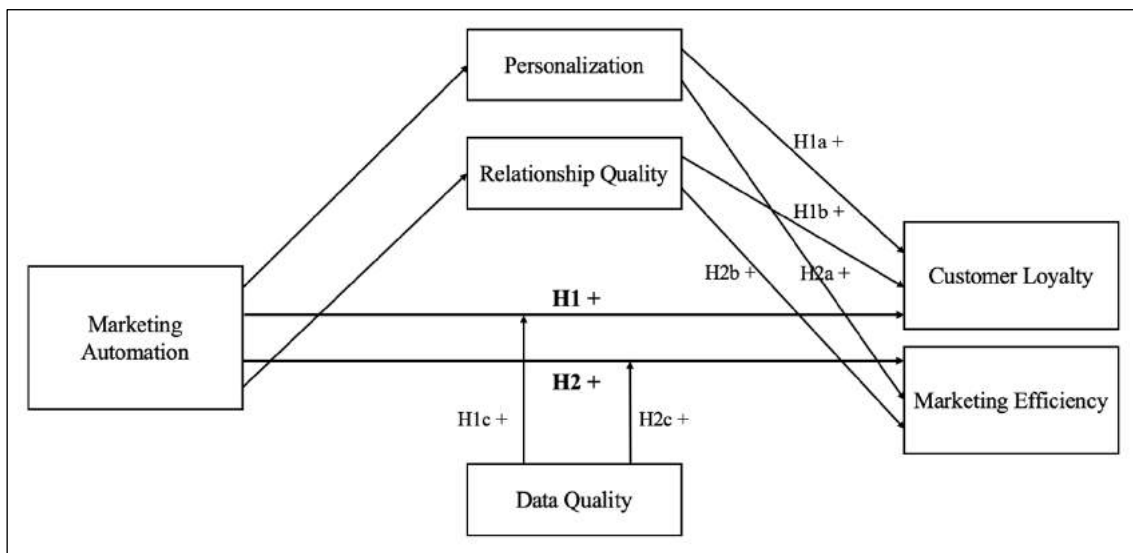 Personalization
H1a +
Relationship Quality
H1b +
H2b +
H2a +
Customer Loyalty
Marketing
Automation
H1 +
H2 +
Marketing Efficiency
H1c +
H2c +
Data Quality